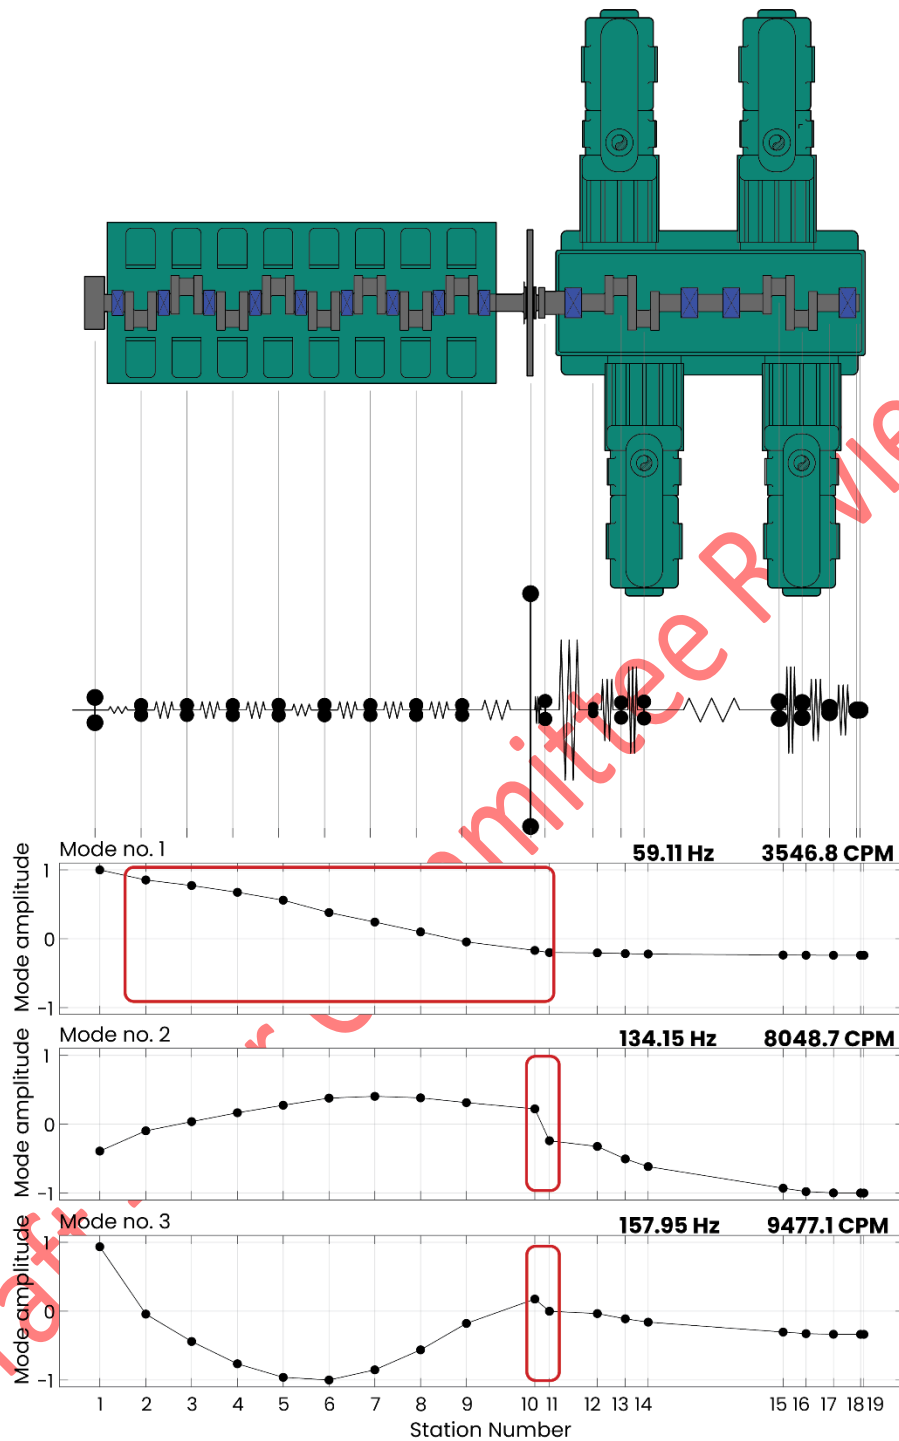 Mode no. 1 59.11 Hz 3546.8 CPM
Mode amplitude
1
0
-1
Mode no. 2 134.15 Hz 8048.7 CPM
Mode amplitude
1
0
-1
Mode no. 3 157.95 Hz 9477.1 CPM
Mode amplitude
1
0
-1
1 2 3 4 5 6 7 8 9 10 11 12 13 14 15 16 17 18 19
Station Number